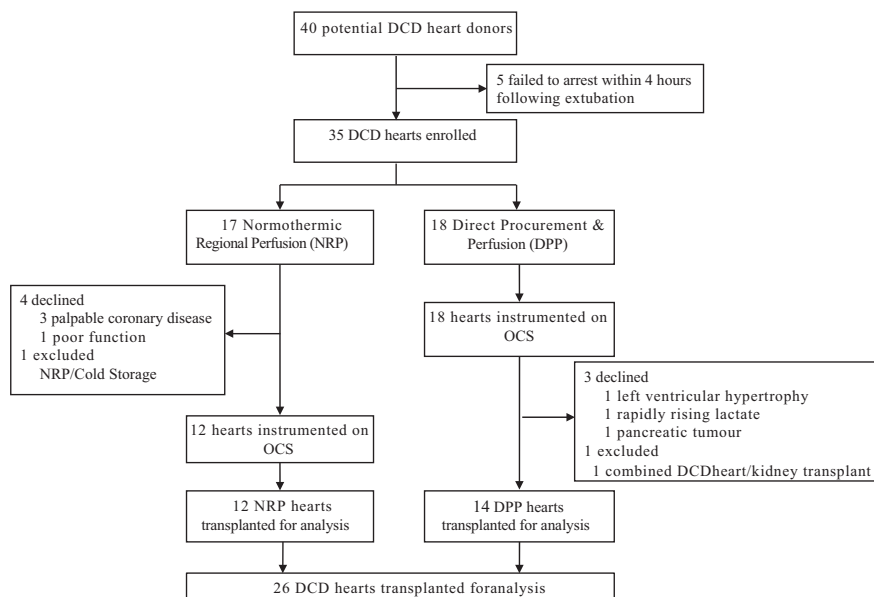 40 potential DCD heart donors
5 failed to arrest within 4 hours
following extubation
35 DCD hearts enrolled
17 Normothermic
Regional Perfusion (NRP)
18 Direct Procurement &
Perfusion (DPP)
4 declined
3 palpable coronary disease
1 poor function
1 excluded
NRP/Cold Storage
18 hearts instrumented on
OCS
3 declined
1 left ventricular hypertrophy
1 rapidly rising lactate
1 pancreatic tumour
1 excluded
1 combined DCDheart/kidney transplant
12 hearts instrumented on
OCS
12 NRP hearts
transplanted for analysis
14 DPP hearts
transplanted for analysis
26 DCD hearts transplanted foranalysis